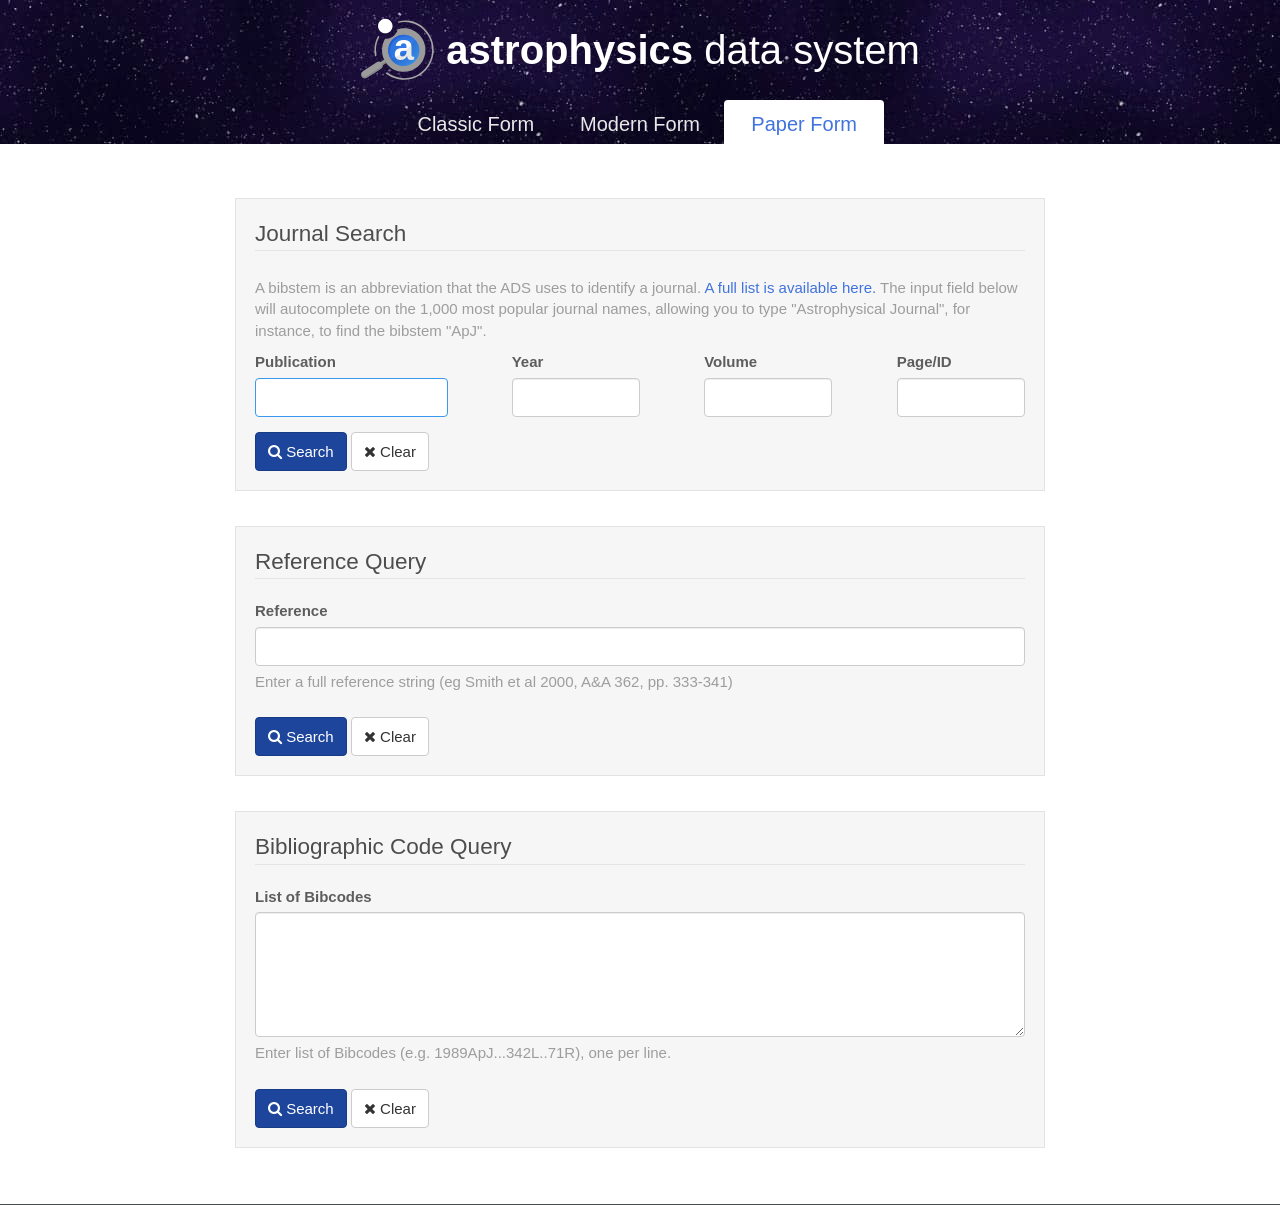 a astrophysics data system
Classic Form Modern Form Paper Form
Journal Search
A bibstem is an abbreviation that the ADS uses to identify a journal. A full list is available here. The input field below
will autocomplete on the 1,000 most popular journal names, allowing you to type "Astrophysical Journal", for
instance, to find the bibstem "ApJ".
Publication Year Volume Page/ID
Search Clear
Reference Query
Reference
Enter a full reference string (eg Smith et al 2000, A&A 362, pp. 333-341)
Search Clear
Bibliographic Code Query
List of Bibcodes
Enter list of Bibcodes (e.g. 1989ApJ...342L..71R), one per line.
Search Clear